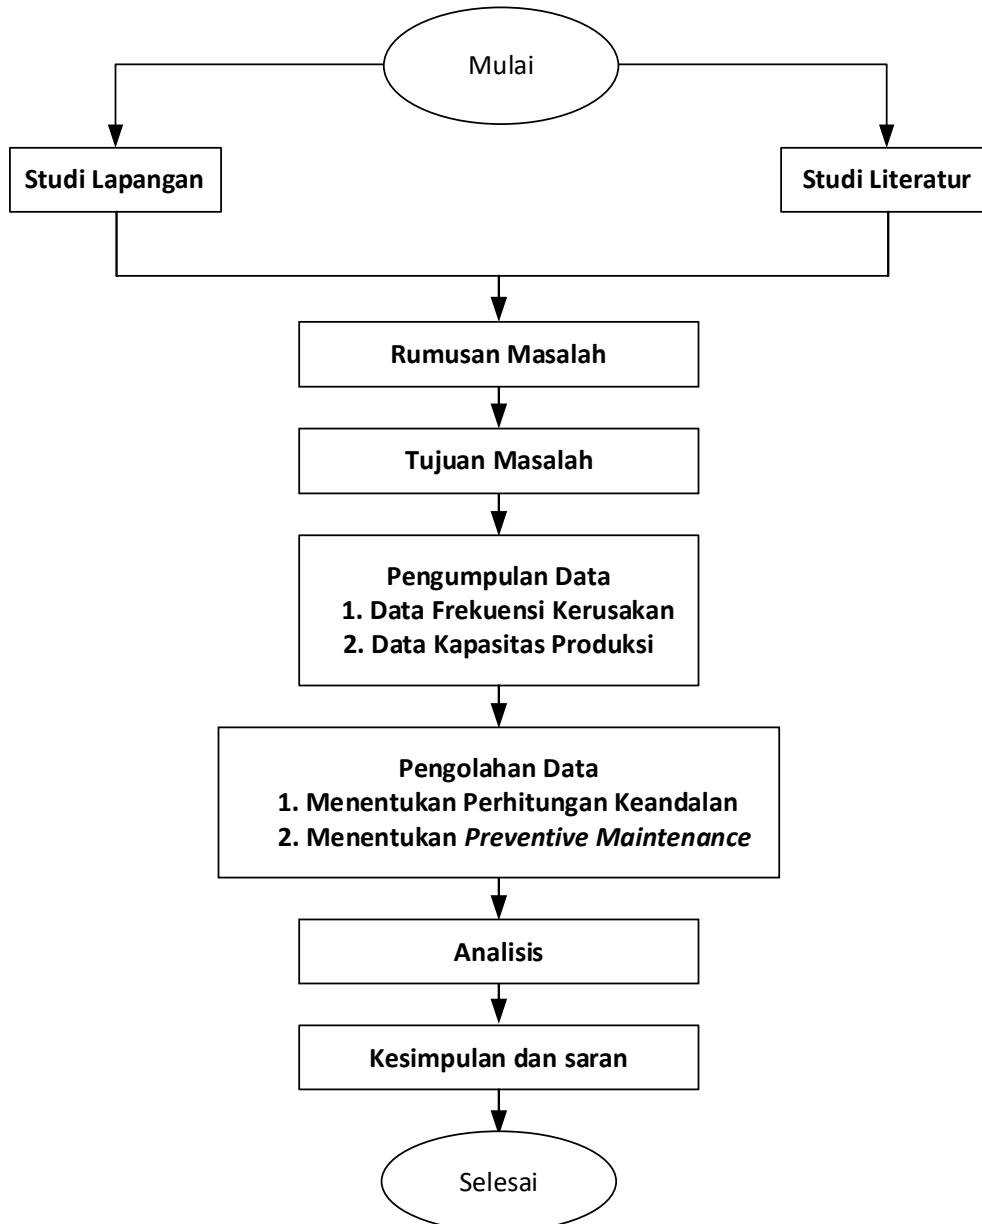 Mulai
Studi Lapangan
Studi Literatur
Rumusan Masalah
Tujuan Masalah
Pengumpulan Data
1. Data Frekuensi Kerusakan
2. Data Kapasitas Produksi
Pengolahan Data
1. Menentukan Perhitungan Keandalan
2. Menentukan Preventive Maintenance
Analisis
Kesimpulan dan saran
Selesai